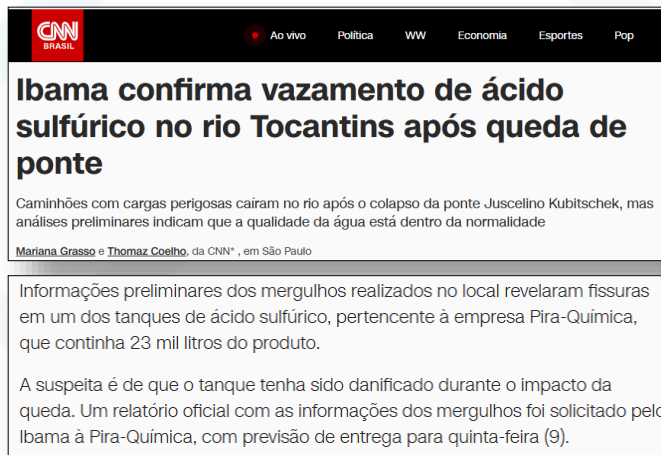 CNN
BRASIL
Ao vivo Política WW Economia Esportes Pop
Ibama confirma vazamento de ácido
sulfúrico no rio Tocantins após queda de
ponte
Caminhões com cargas perigosas caíram no rio após o colapso da ponte Juscelino Kubitschek, mas
análises preliminares indicam que a qualidade da água está dentro da normalidade
Mariana Grasso e Thomaz Coelho, da CNN* , em São Paulo
Informações preliminares dos mergulhos realizados no local revelaram fissuras
em um dos tanques de ácido sulfúrico, pertencente à empresa Pira-Química,
que continha 23 mil litros do produto.
A suspeita é de que o tanque tenha sido danificado durante o impacto da
queda. Um relatório oficial com as informações dos mergulhos foi solicitado pelo
Ibama à Pira-Química, com previsão de entrega para quinta-feira (9).